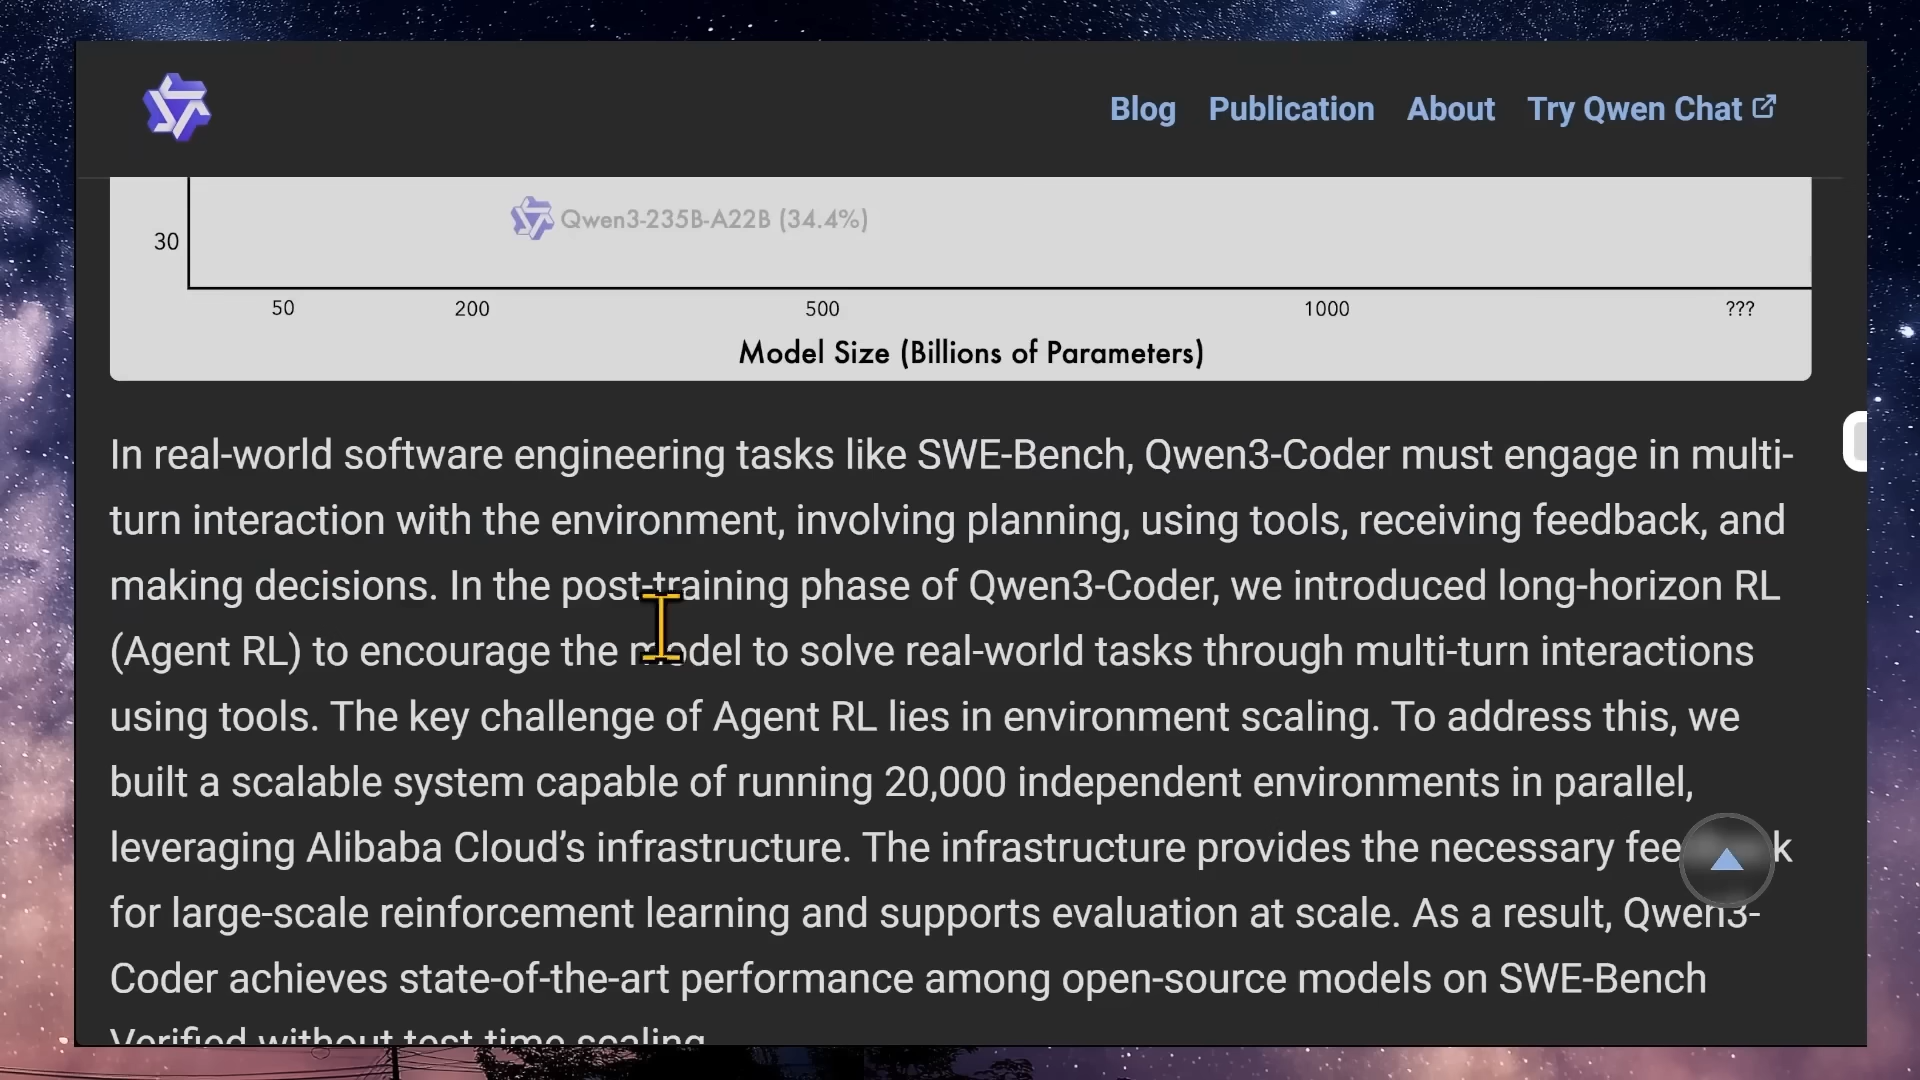 Blog Publication About Try Qwen Chat
Qwen3-235B-A22B (34.4%)
30
50 200 500 1000 ???
Model Size (Billions of Parameters)
In real-world software engineering tasks like SWE-Bench, Qwen3-Coder must engage in multi-
turn interaction with the environment, involving planning, using tools, receiving feedback, and
making decisions. In the post-training phase of Qwen3-Coder, we introduced long-horizon RL
(Agent RL) to encourage the model to solve real-world tasks through multi-turn interactions
using tools. The key challenge of Agent RL lies in environment scaling. To address this, we
built a scalable system capable of running 20,000 independent environments in parallel,
leveraging Alibaba Cloud’s infrastructure. The infrastructure provides the necessary
for large-scale reinforcement learning and supports evaluation at scale. As a result, Qwen3-
Coder achieves state-of-the-art performance among open-source models on SWE-Bench
Verified without test time scaling